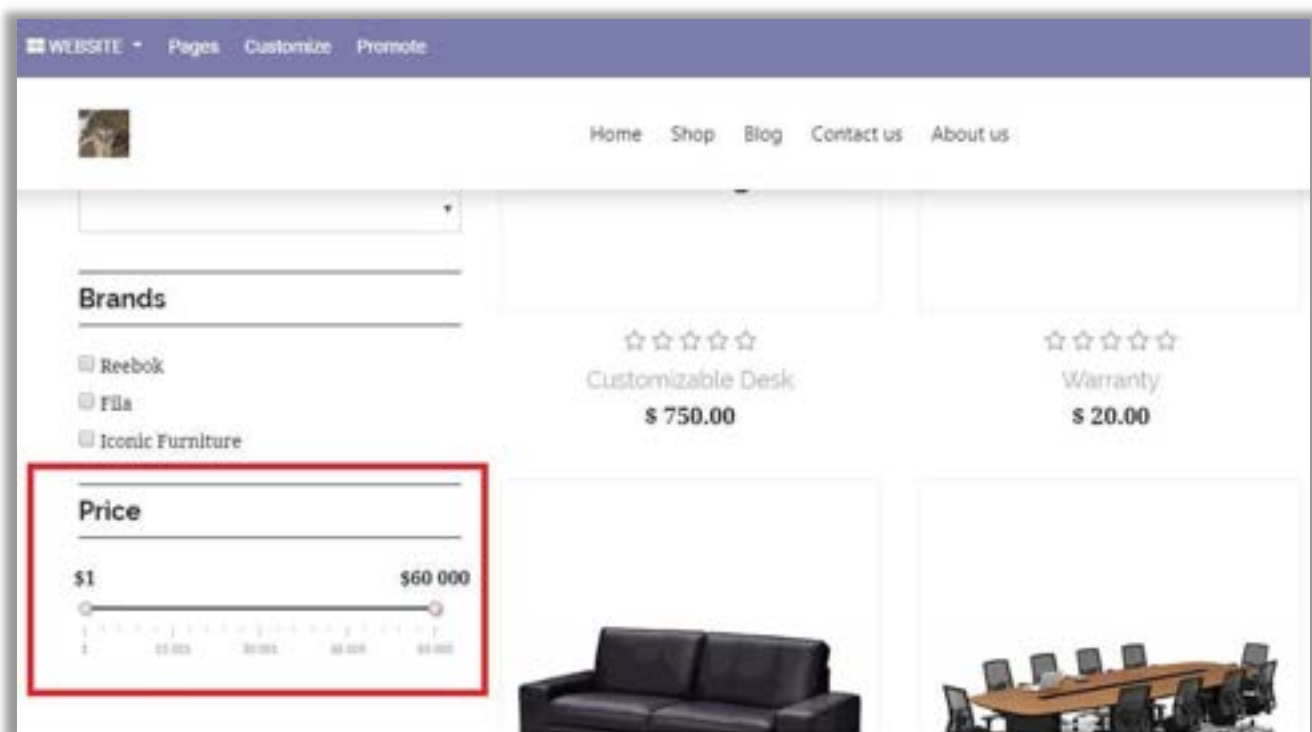 WEBSITE Pages Customize Promote
Home Shop Blog Contact us About us
Brands
Reebok
Fila
Iconic Furniture
Price
$1 $60 000
Customizable Desk
$ 750.00
Warranty
$ 20.00